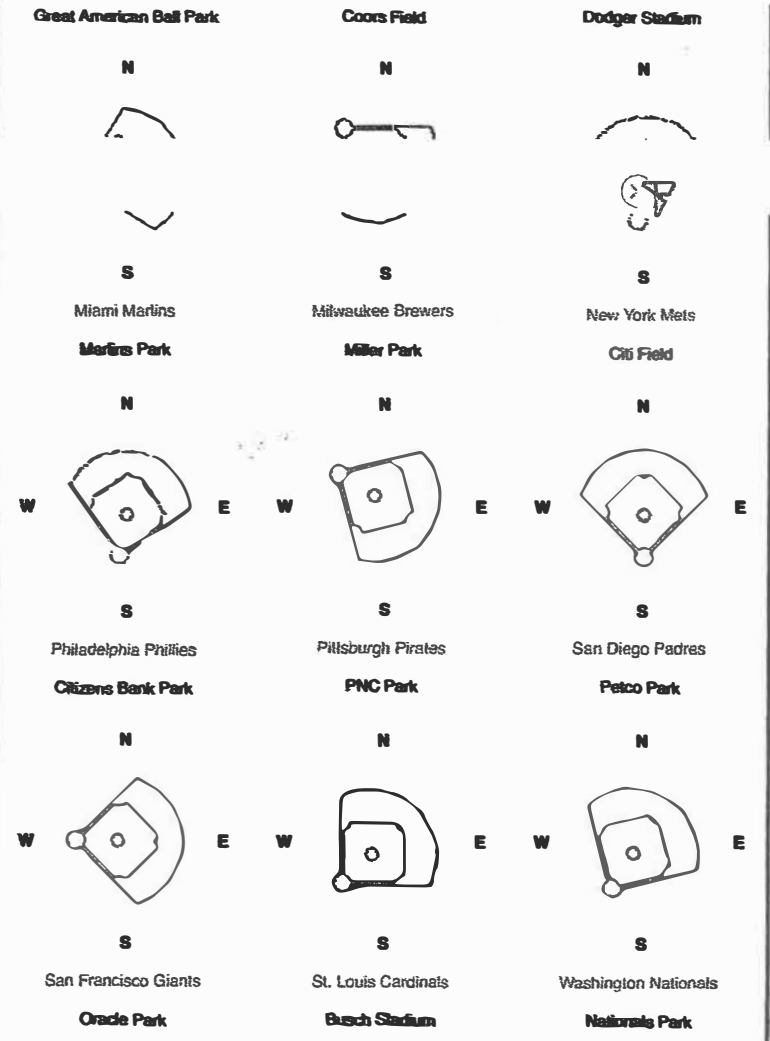 Great American Ball Park Coors Field Dodger Stadium
N N N
S S S
Miami Marlins Milwaukee Brewers New York Mets
Marlins Park Miller Park Citi Field
N N N
W E W E W E
S S S
Philadelphia Phillies Pittsburgh Pirates San Diego Padres
Citizens Bank Park PNC Park Petco Park
N N N
W E W E W E
S S S
San Francisco Giants St. Louis Cardinals Washington Nationals
Oracle Park Busch Stadium Nationals Park